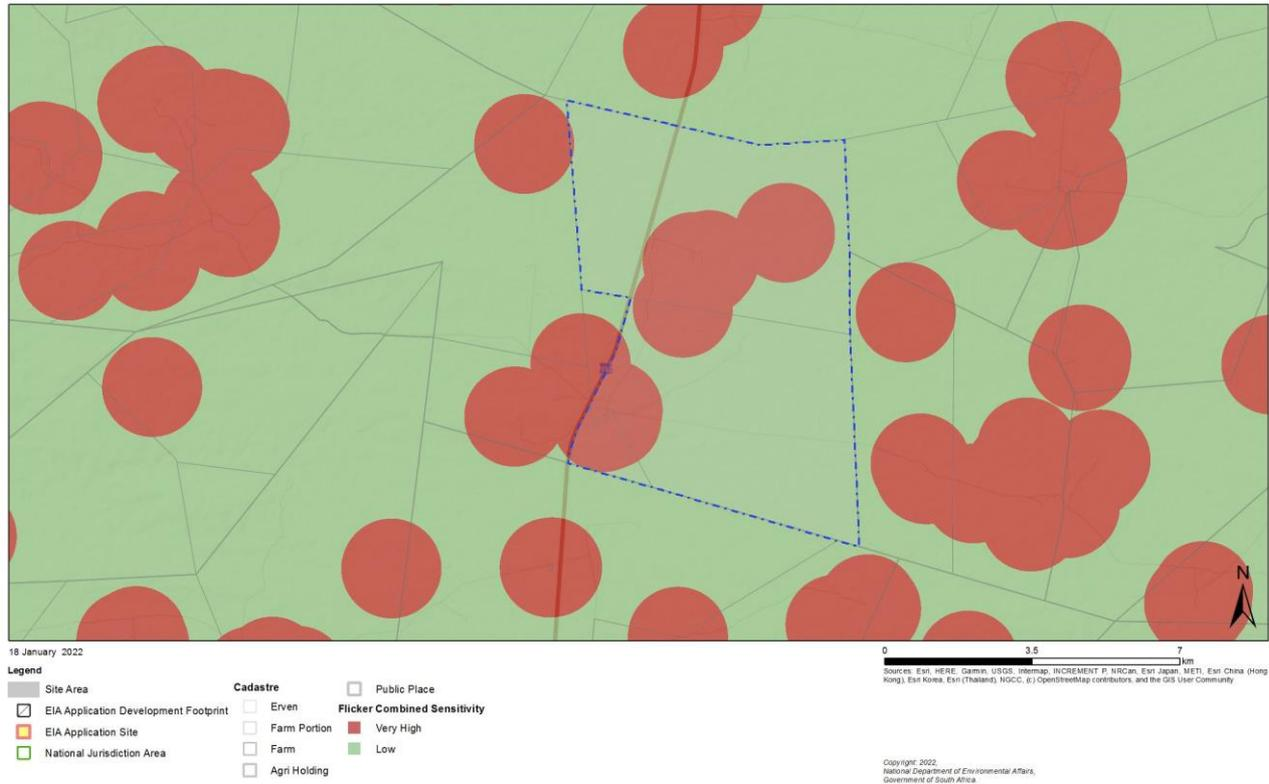 N
18 January 2022
0 3.5 7
km
Sources: Esri, HERE, Garmin, USGS, Intermap, INCREMENT P, NRCan, Esri Japan, METI, Esri China (Hong
Kong), Esri Korea, Esri (Thailand), NGCC, (c) OpenStreetMap contributors, and the GIS User Community
Legend
Site Area
EIA Application Development Footprint
EIA Application Site
National Jurisdiction Area
Cadastre
Erven
Farm Portion
Farm
Agri Holding
Public Place
Flicker Combined Sensitivity
Very High
Low
Copyright: 2022,
National Department of Environmental Affairs,
Government of South Africa.